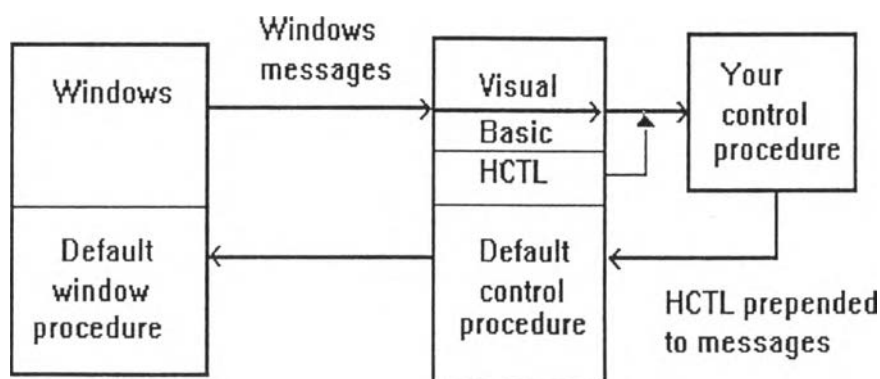 Windows
messages
Windows
Visual
Basic
HCTL
Your
control
procedure
Default
window
procedure
Default
control
procedure
HCTL prepended
to messages